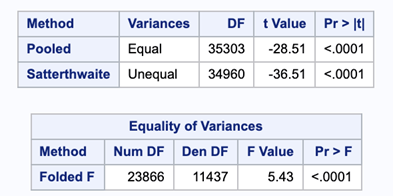 Method Variances DF t Value Pr > |t|
Pooled Equal 35303 -28.51 <.0001
Satterthwaite Unequal 34960 -36.51 <.0001
Equality of Variances
Method Num DF Den DF F Value Pr > F
Folded F 23866 11437 5.43 <.0001